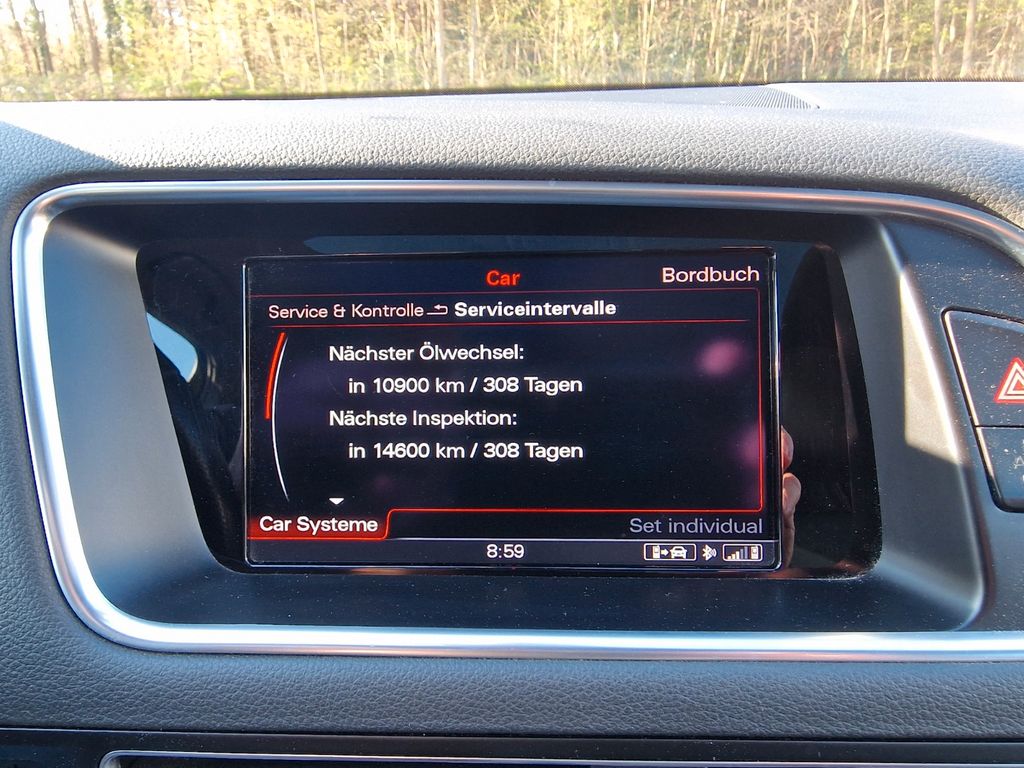 Car
Bordbuch
Service & Kontrolle Serviceintervalle
Nächster Ölwechsel:
in 10900 km / 308 Tagen
Nächste Inspektion:
in 14600 km / 308 Tagen
Car Systeme
Set individual
8:59